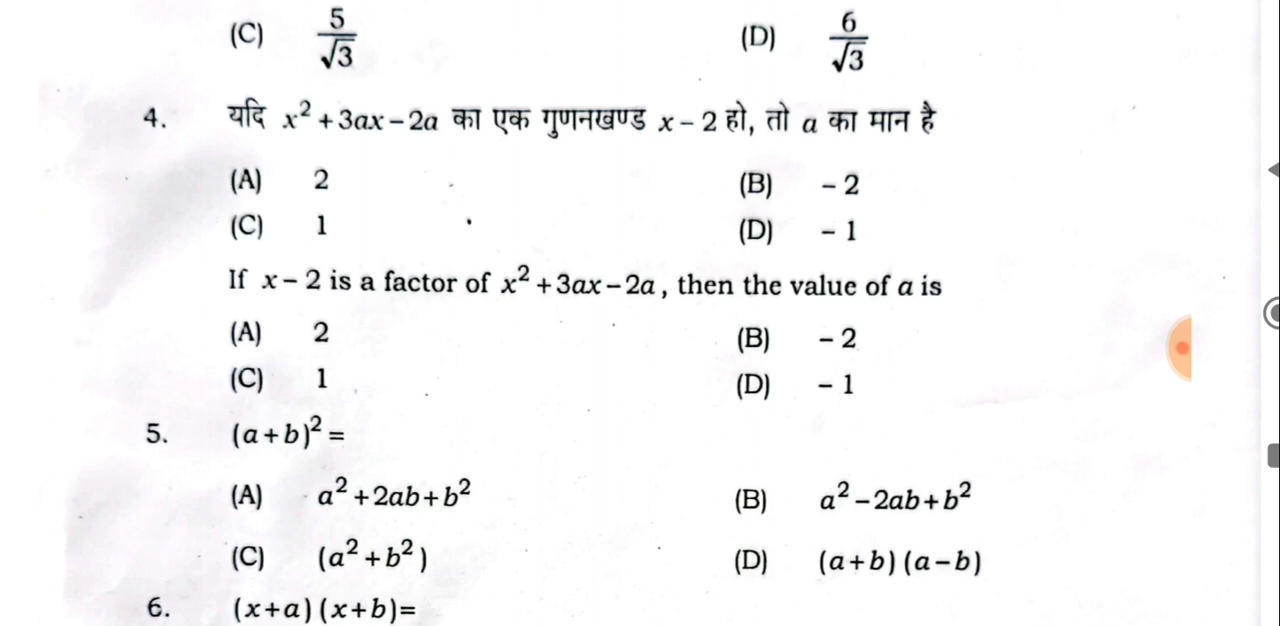 (C) 5/√3 (D) 6/√3
4. यदि x² + 3ax – 2a का एक गुणनखण्ड x – 2 हो, तो a का मान है
(A) 2 (B) – 2
(C) 1 (D) – 1
If x – 2 is a factor of x² + 3ax – 2a, then the value of a is
(A) 2 (B) – 2
(C) 1 (D) – 1
5. (a+b)² =
(A) a² + 2ab + b² (B) a² – 2ab + b²
(C) (a² + b²) (D) (a+b) (a–b)
6. (x+a) (x+b)=